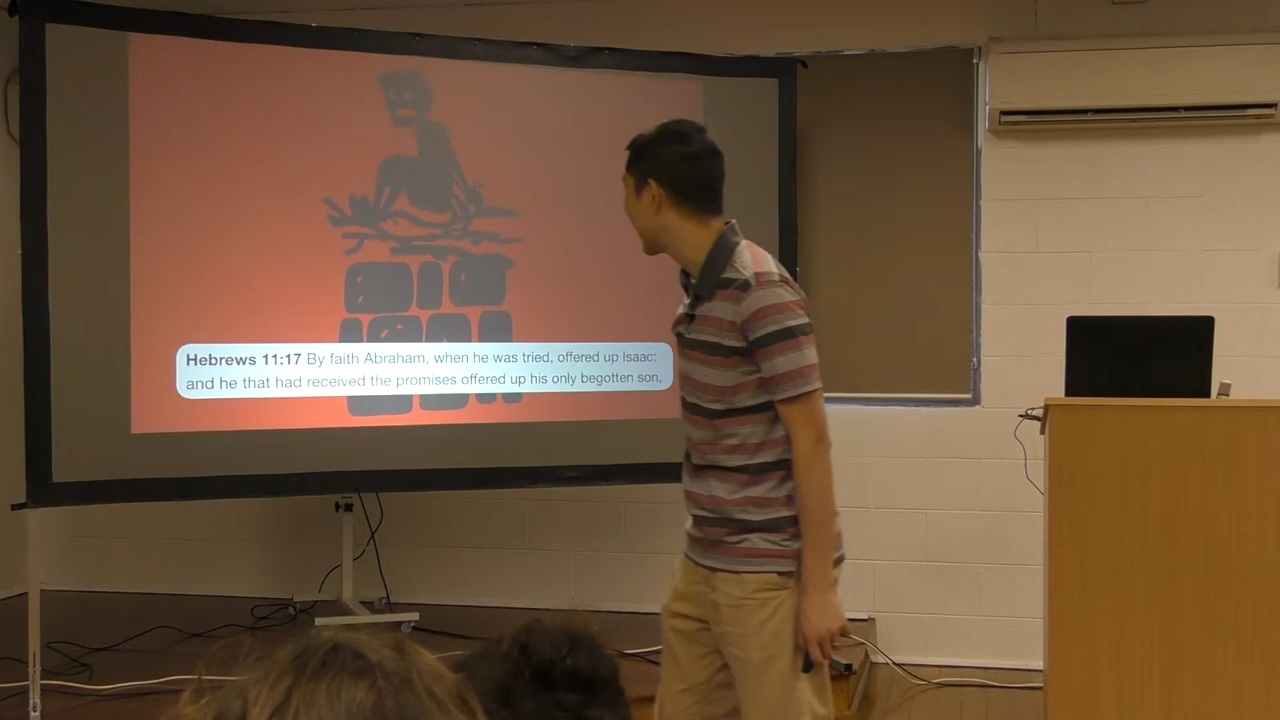 Hebrews 11:17 By faith Abraham, when he was tried, offered up Isaac:
and he that had received the promises offered up his only begotten son,